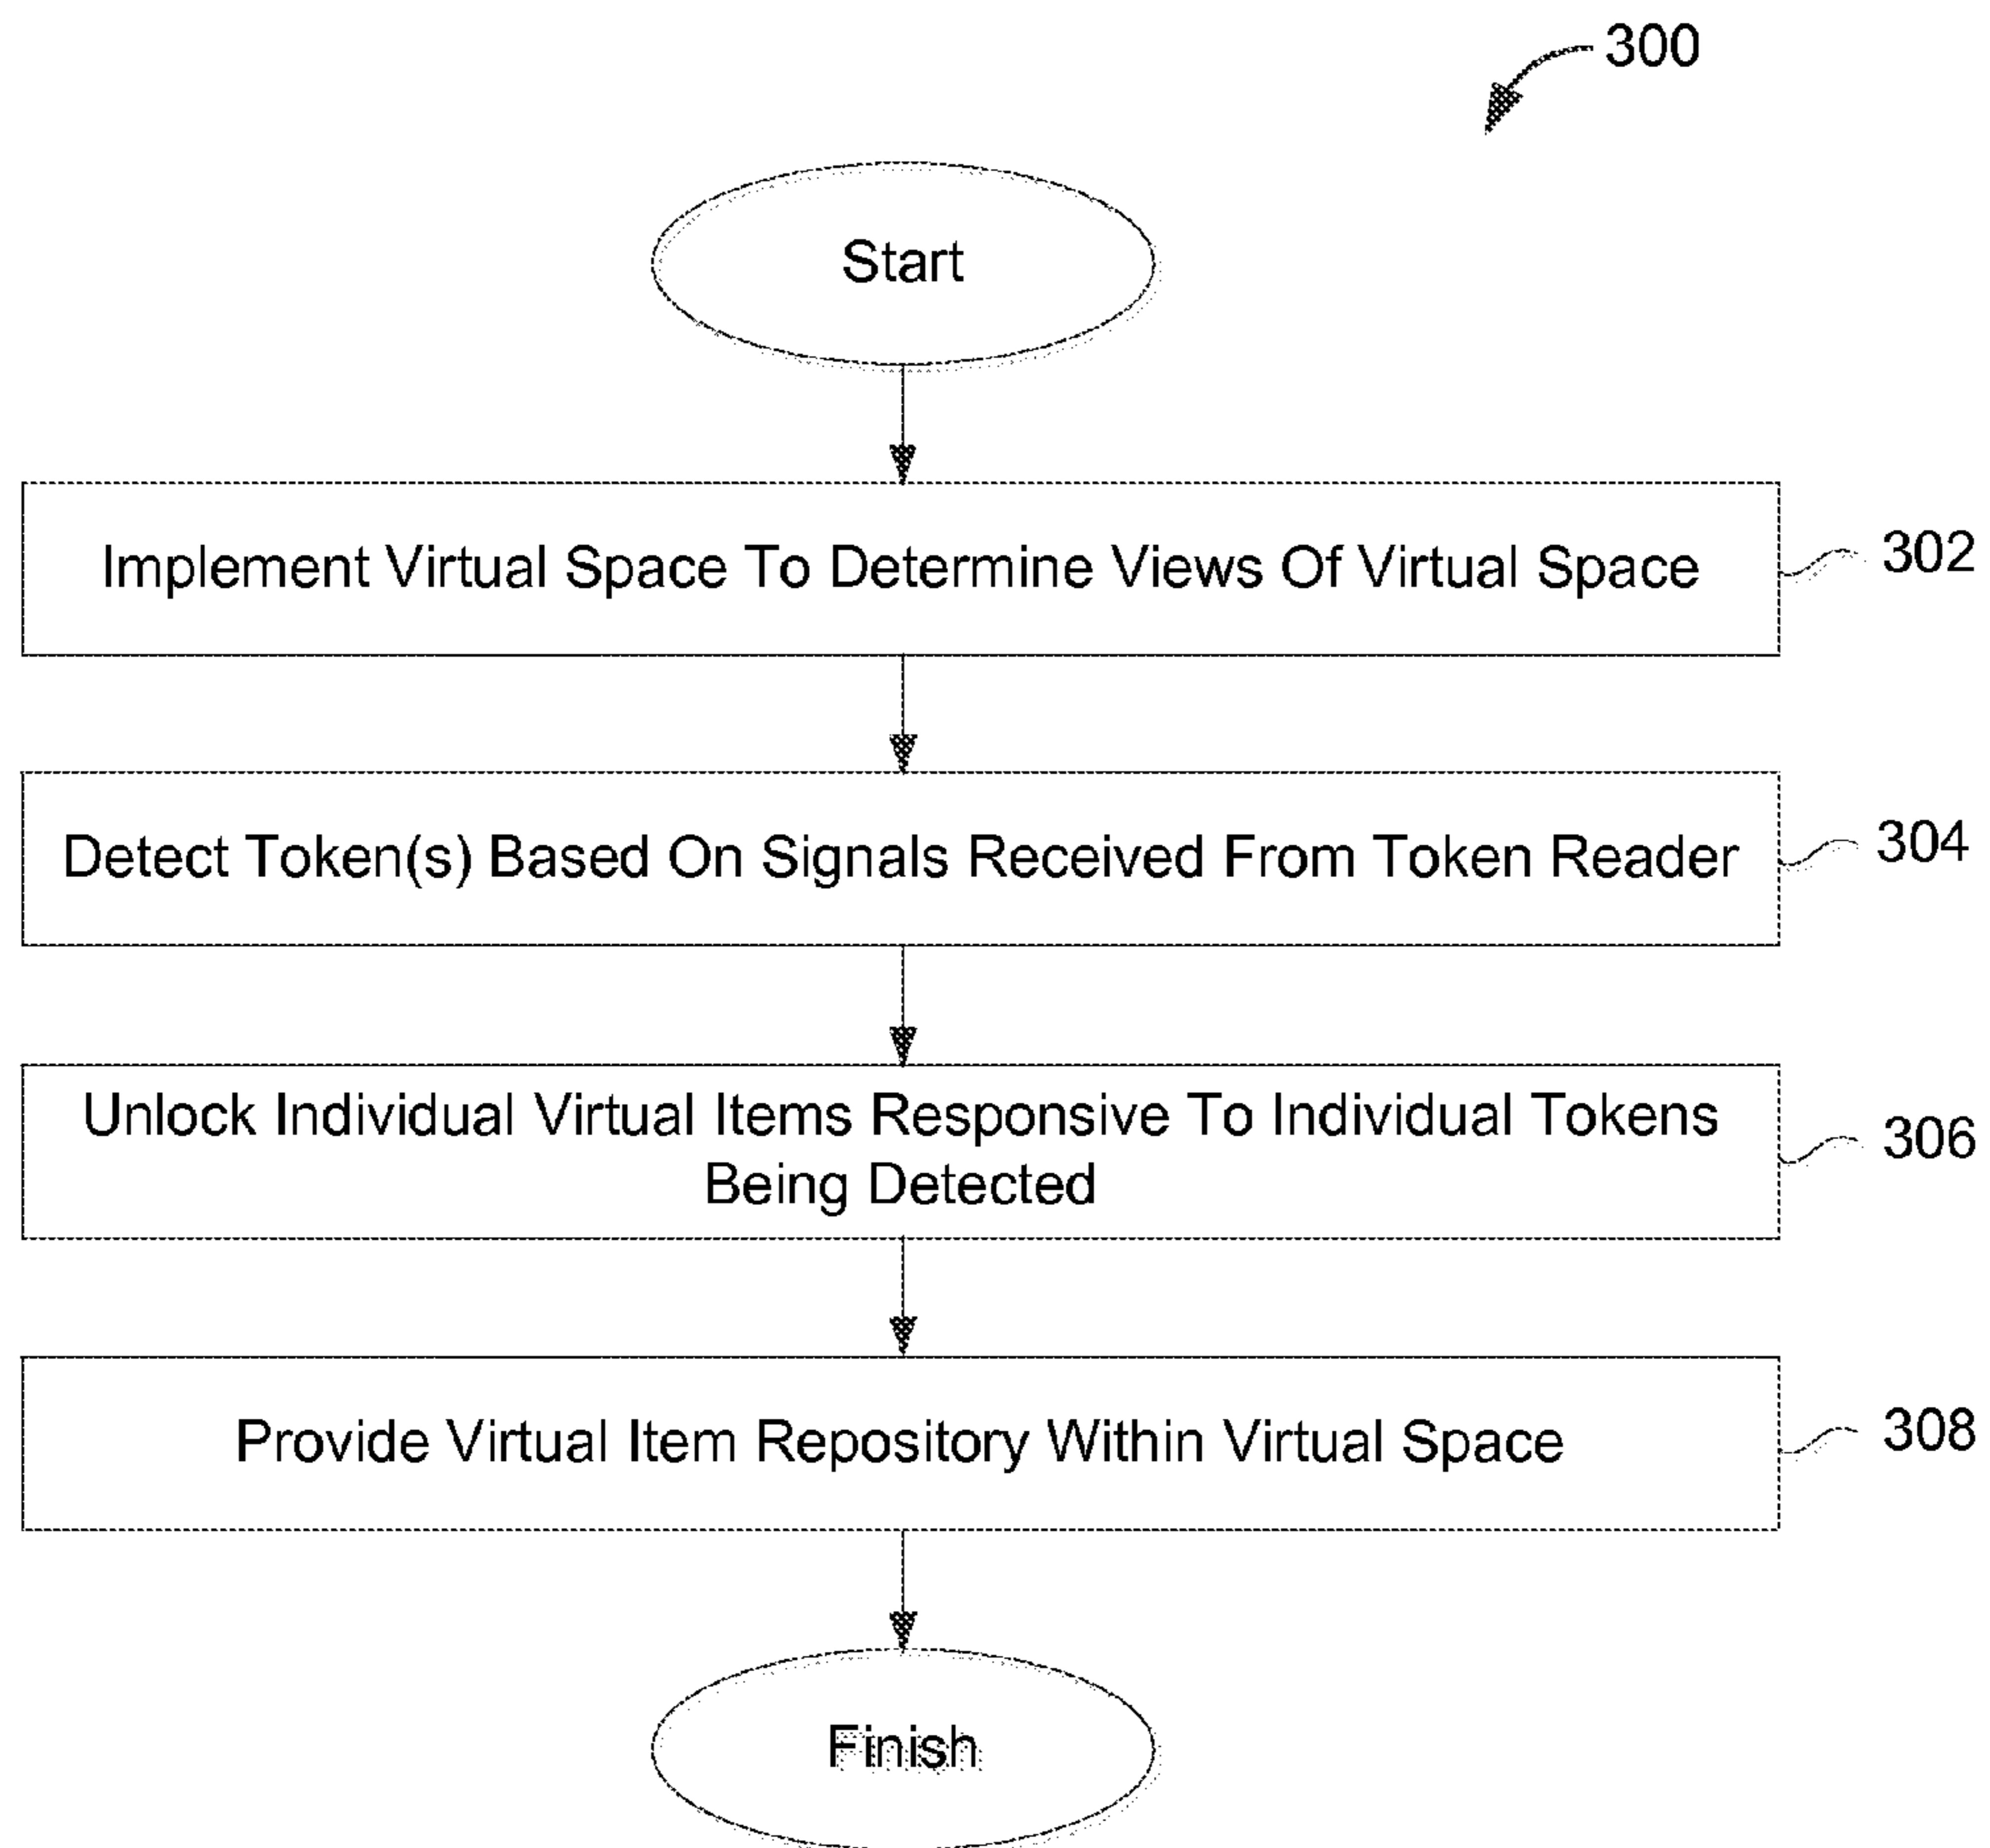 300
Start
Implement Virtual Space To Determine Views Of Virtual Space
302
Detect Token(s) Based On Signals Received From Token Reader
304
Unlock Individual Virtual Items Responsive To Individual Tokens
Being Detected
306
Provide Virtual Item Repository Within Virtual Space
308
Finish